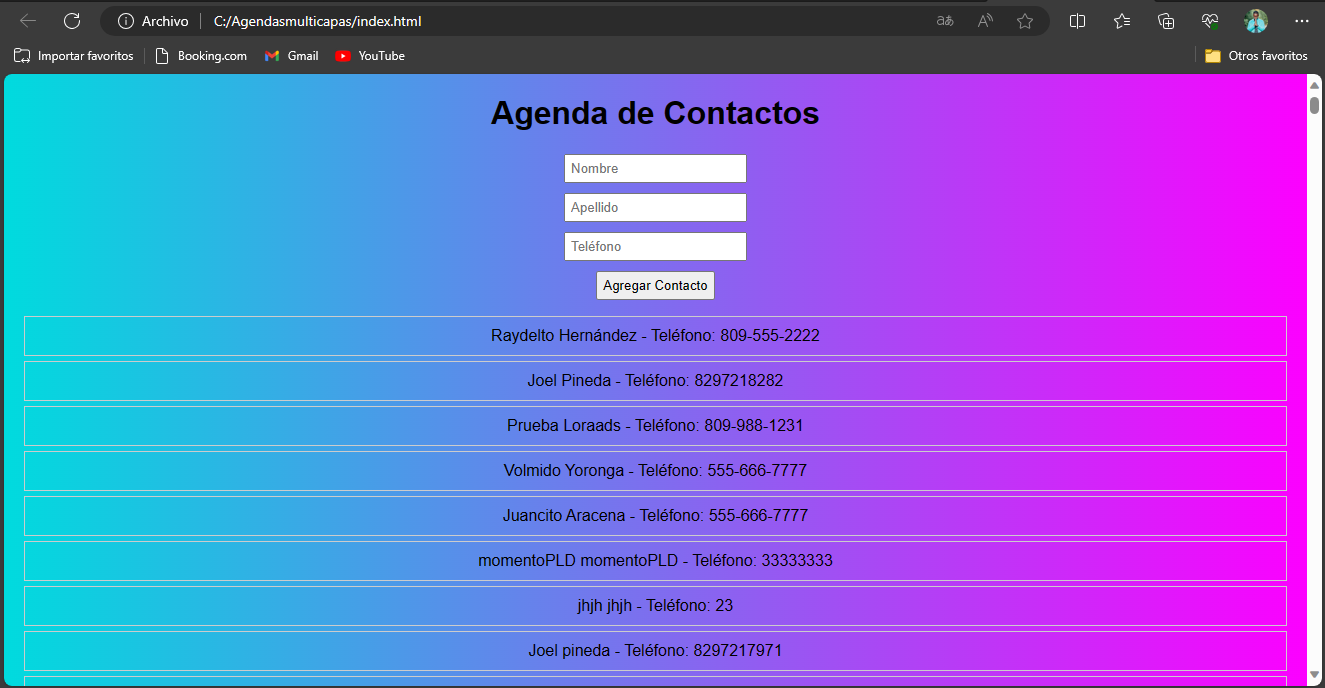 Archivo C:/Agendasmulticapas/index.html aあ A
Importar favoritos Booking.com Gmail YouTube Otros favoritos
Agenda de Contactos
Nombre
Apellido
Teléfono
Agregar Contacto
Raydelto Hernández - Teléfono: 809-555-2222
Joel Pineda - Teléfono: 8297218282
Prueba Loraads - Teléfono: 809-988-1231
Volmido Yoronga - Teléfono: 555-666-7777
Juancito Aracena - Teléfono: 555-666-7777
momentoPLD momentoPLD - Teléfono: 33333333
jhjh jhjh - Teléfono: 23
Joel pineda - Teléfono: 8297217971